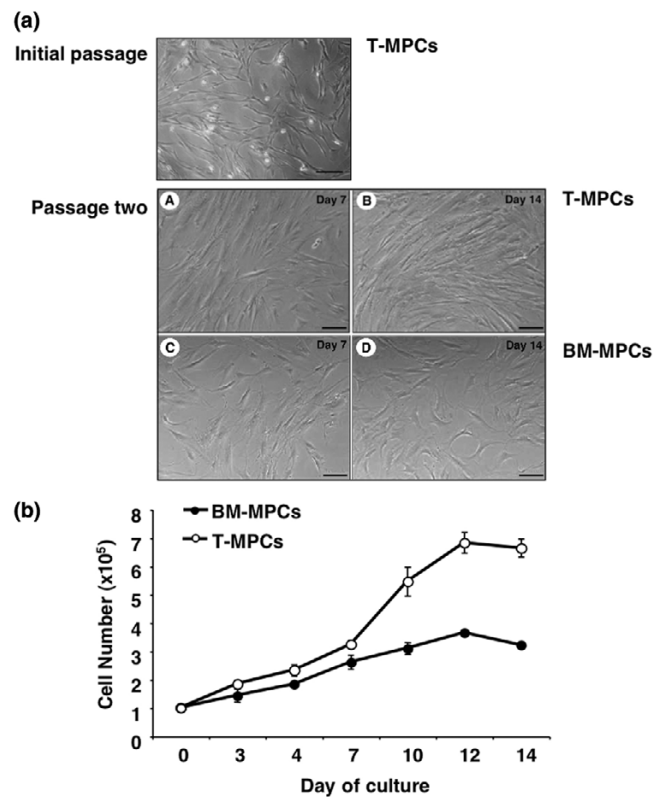 (a)
Initial passage
T-MPCs
Passage two
A
Day 7
B
Day 14
T-MPCs
C
Day 7
D
Day 14
BM-MPCs
(b)
BM-MPCs
T-MPCs
Cell Number (x10⁵)
8
7
6
5
4
3
2
1
0
0 3 4 7 10 12 14
Day of culture